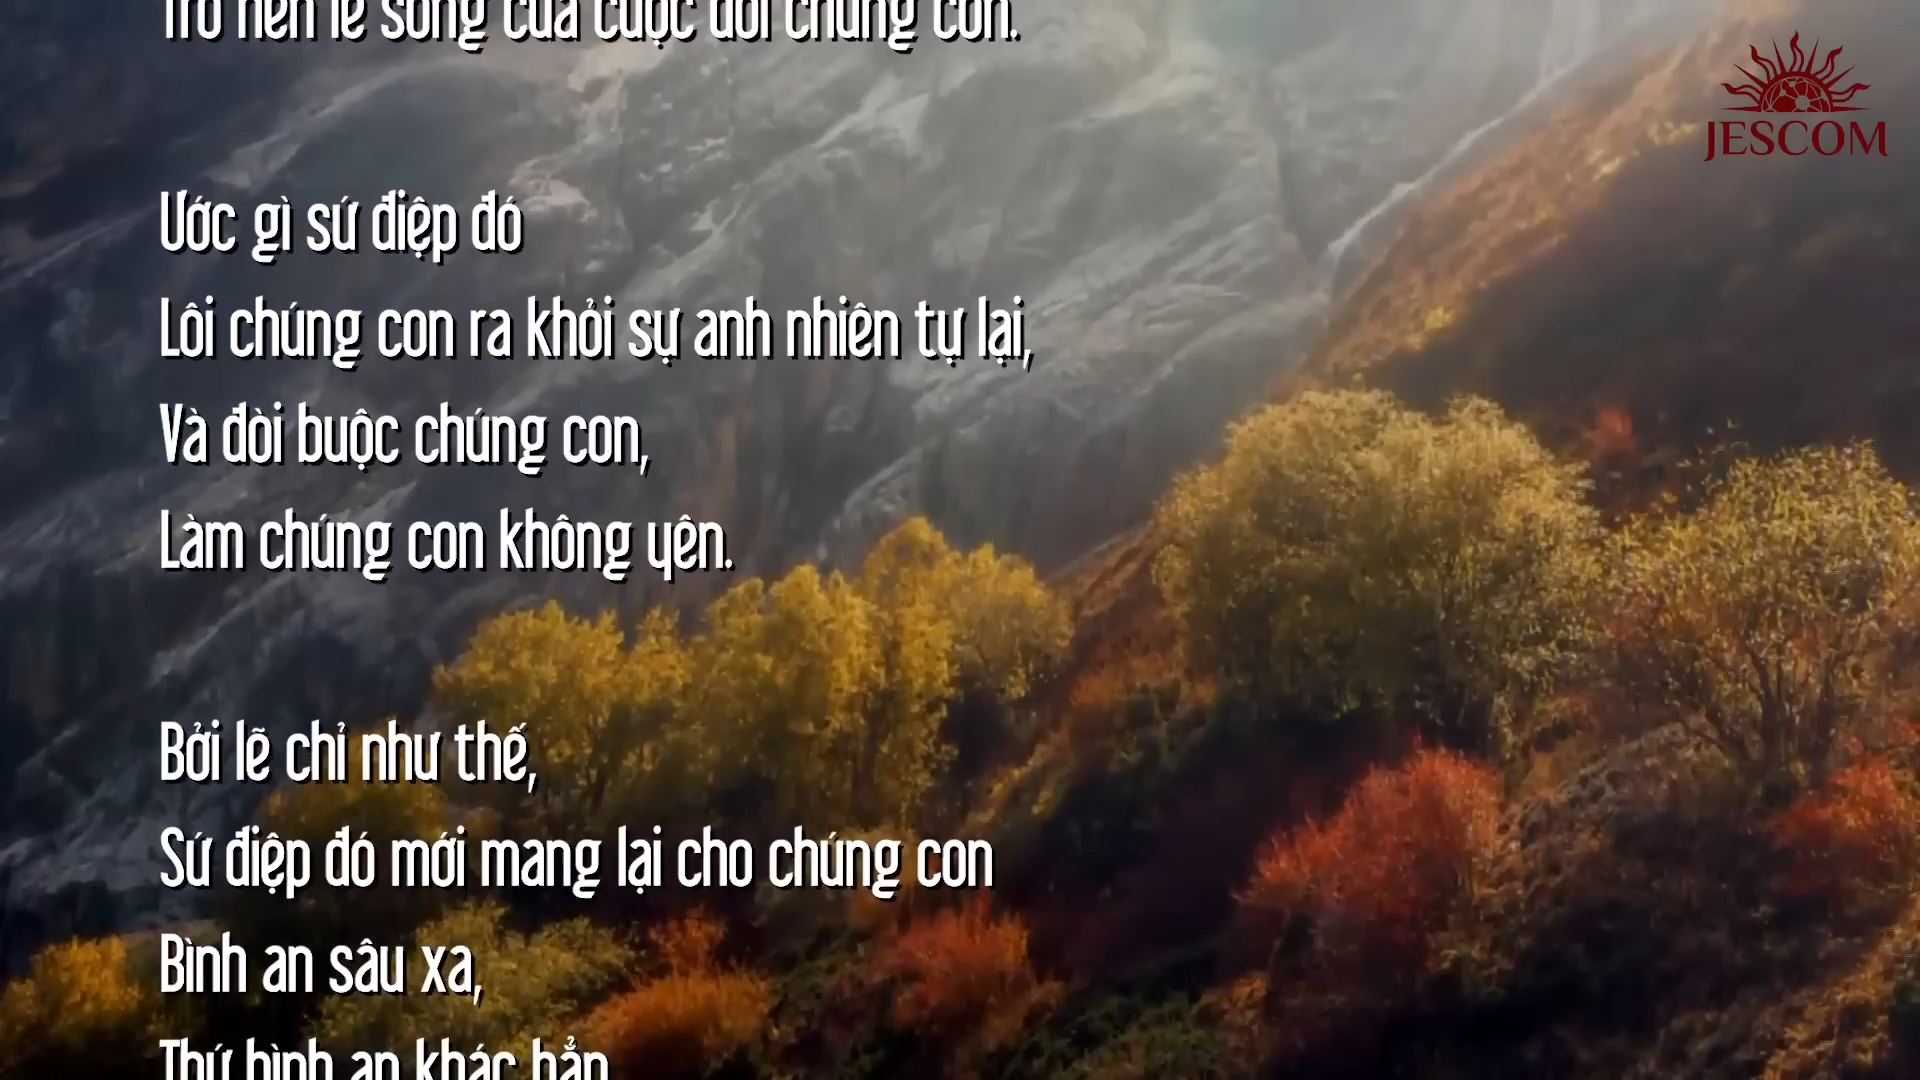 Trở nên lẽ sống của cuộc đời chúng con.
JESCOM
Ước gì sứ điệp đó
Lôi chúng con ra khỏi sự anh nhiên tự lại,
Và đòi buộc chúng con,
Làm chúng con không yên.
Bởi lẽ chỉ như thế,
Sứ điệp đó mới mang lại cho chúng con
Bình an sâu xa,
Thứ bình an khác hẳn